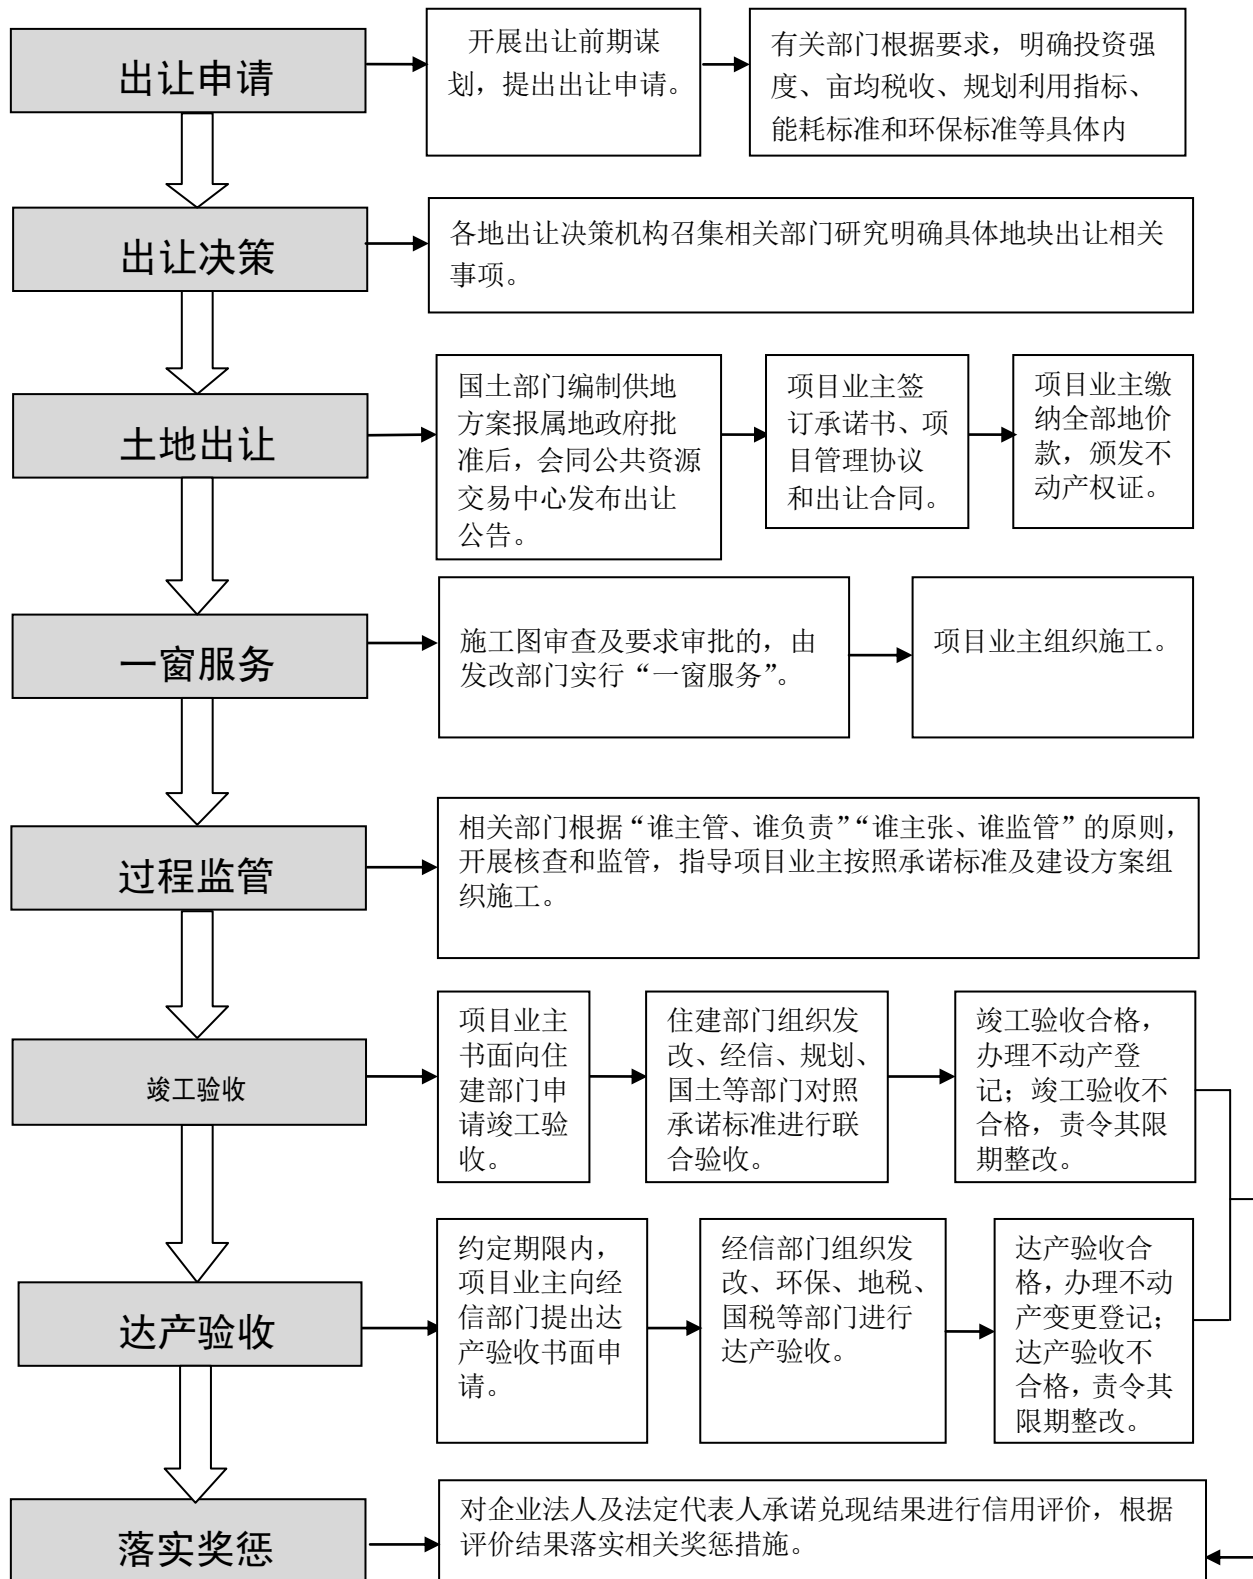 出让申请
开展出让前期谋
划，提出出让申请。
有关部门根据要求，明确投资强
度、亩均税收、规划利用指标、
能耗标准和环保标准等具体内
出让决策
各地出让决策机构召集相关部门研究明确具体地块出让相关
事项。
土地出让
国土部门编制供地
方案报属地政府批
准后，会同公共资源
交易中心发布出让
公告。
项目业主签
订承诺书、项
目管理协议
和出让合同。
项目业主缴
纳全部地价
款，颁发不
动产权证。
一窗服务
施工图审查及要求审批的，由
发改部门实行“一窗服务”。
项目业主组织施工。
过程监管
相关部门根据“谁主管、谁负责”“谁主张、谁监管”的原则，
开展核查和监管，指导项目业主按照承诺标准及建设方案组
织施工。
竣工验收
项目业主
书面向住
建部门申
请竣工验
收。
住建部门组织发
改、经信、规划、
国土等部门对照
承诺标准进行联
合验收。
竣工验收合格，
办理不动产登
记；竣工验收不
合格，责令其限
期整改。
达产验收
约定期限内，
项目业主向经
信部门提出达
产验收书面申
请。
经信部门组织发
改、环保、地税、
国税等部门进行
达产验收。
达产验收合
格，办理不动
产变更登记；
达产验收不
合格，责令其
限期整改。
落实奖惩
对企业法人及法定代表人承诺兑现结果进行信用评价，根据
评价结果落实相关奖惩措施。